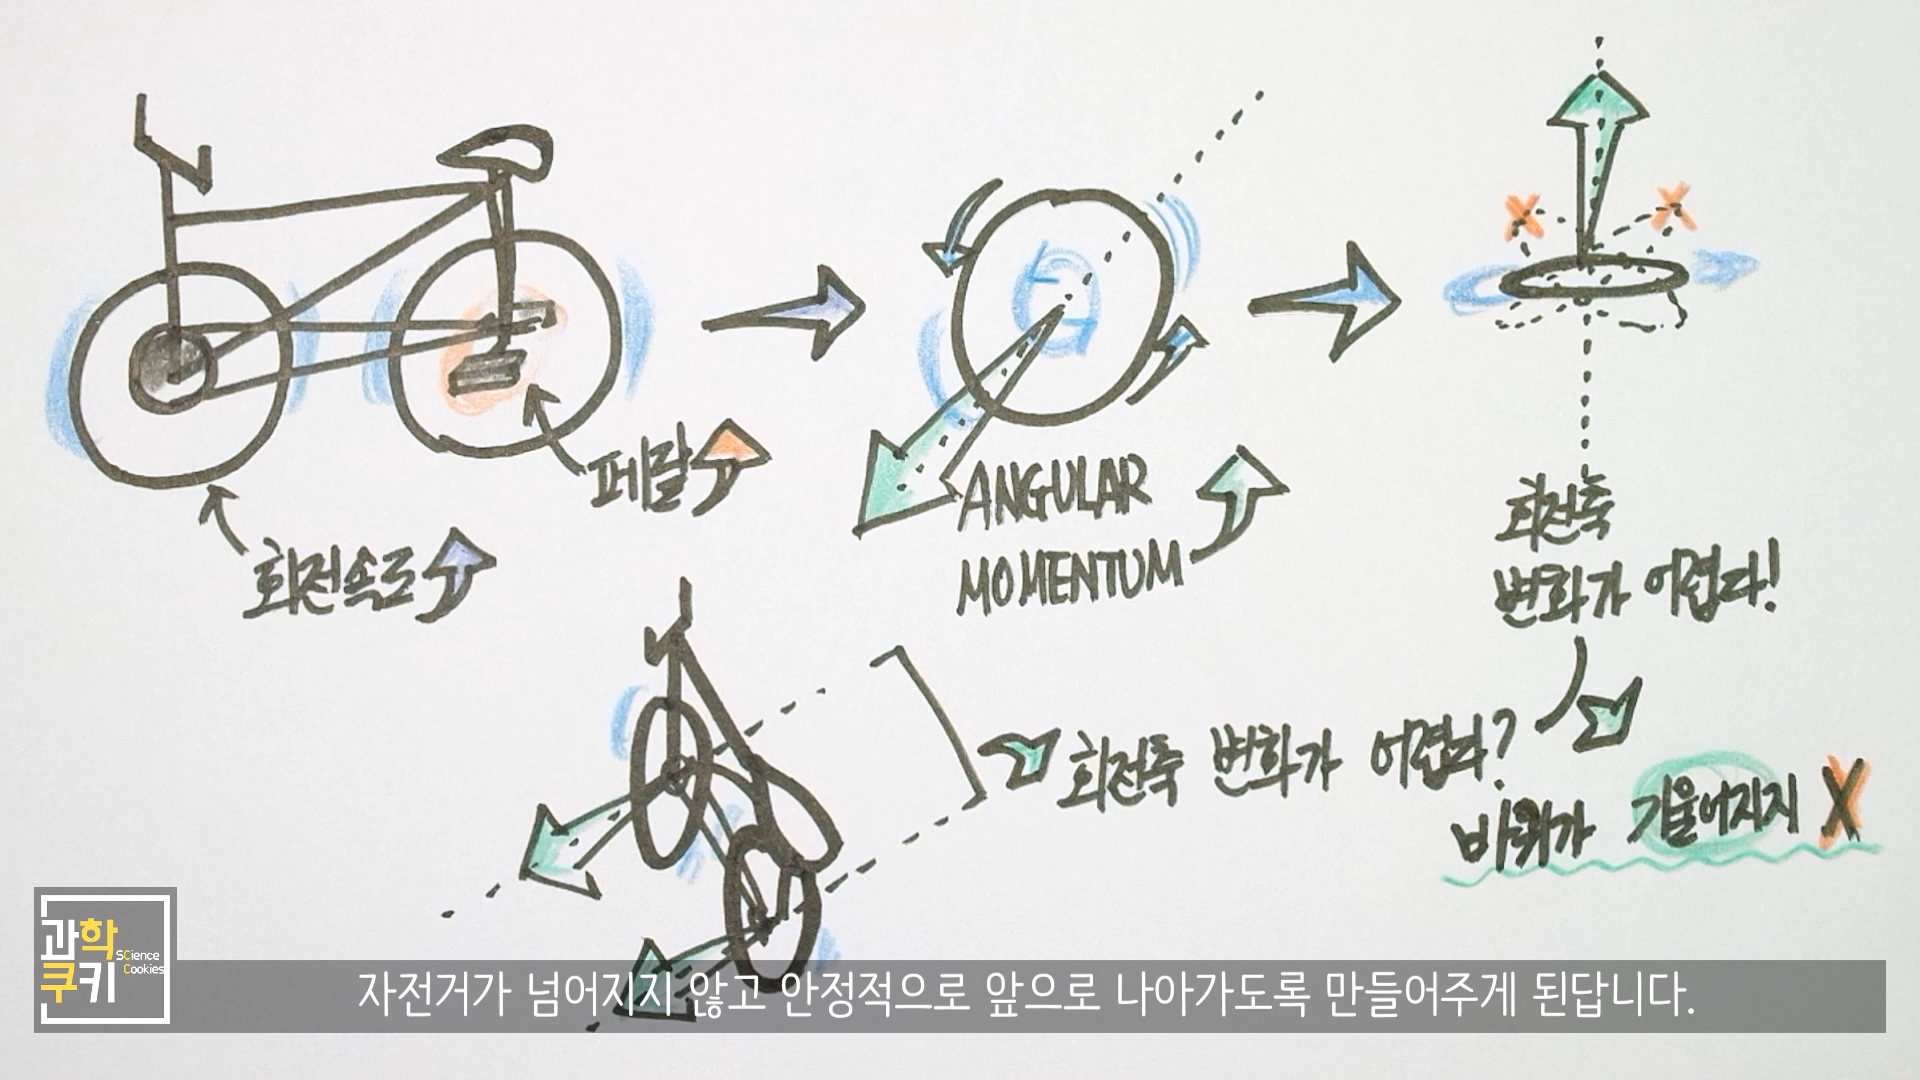 페달
회전속도
ANGULAR
MOMENTUM
회전축
변화가 어렵다!
회전축 변화가 어렵다?
바퀴가 기울어지지 X
과학
쿠키
Science
Cookies
자전거가 넘어지지 않고 안정적으로 앞으로 나아가도록 만들어주게 된답니다.